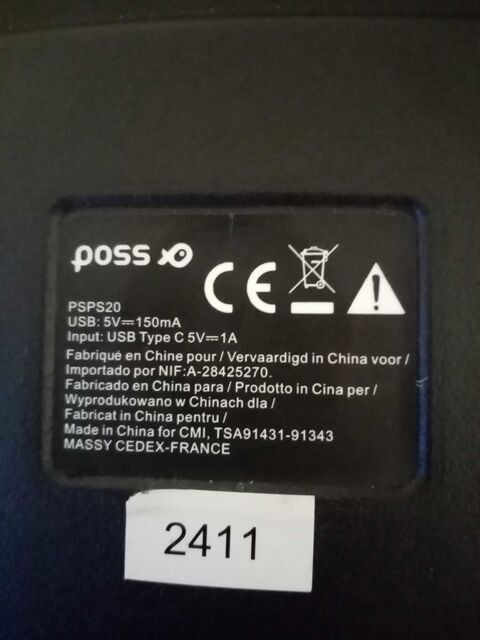 poss
CE
PSPS20
USB: 5V⎓150mA
Input: USB Type C 5V⎓1A
Fabriqué en Chine pour / Vervaardigd in China voor /
Importado por NIF:A-28425270.
Fabricado en China para / Prodotto in Cina per /
Wyprodukowano w Chinach dla /
Fabricat in China pentru /
Made in China for CMI, TSA91431-91343
MASSY CEDEX-FRANCE
2411